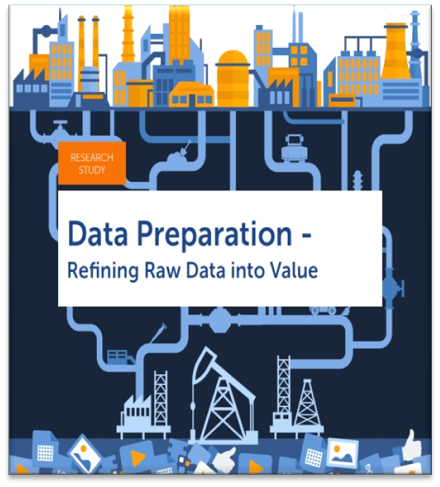 RESEARCH
STUDY
Data Preparation -
Refining Raw Data into Value